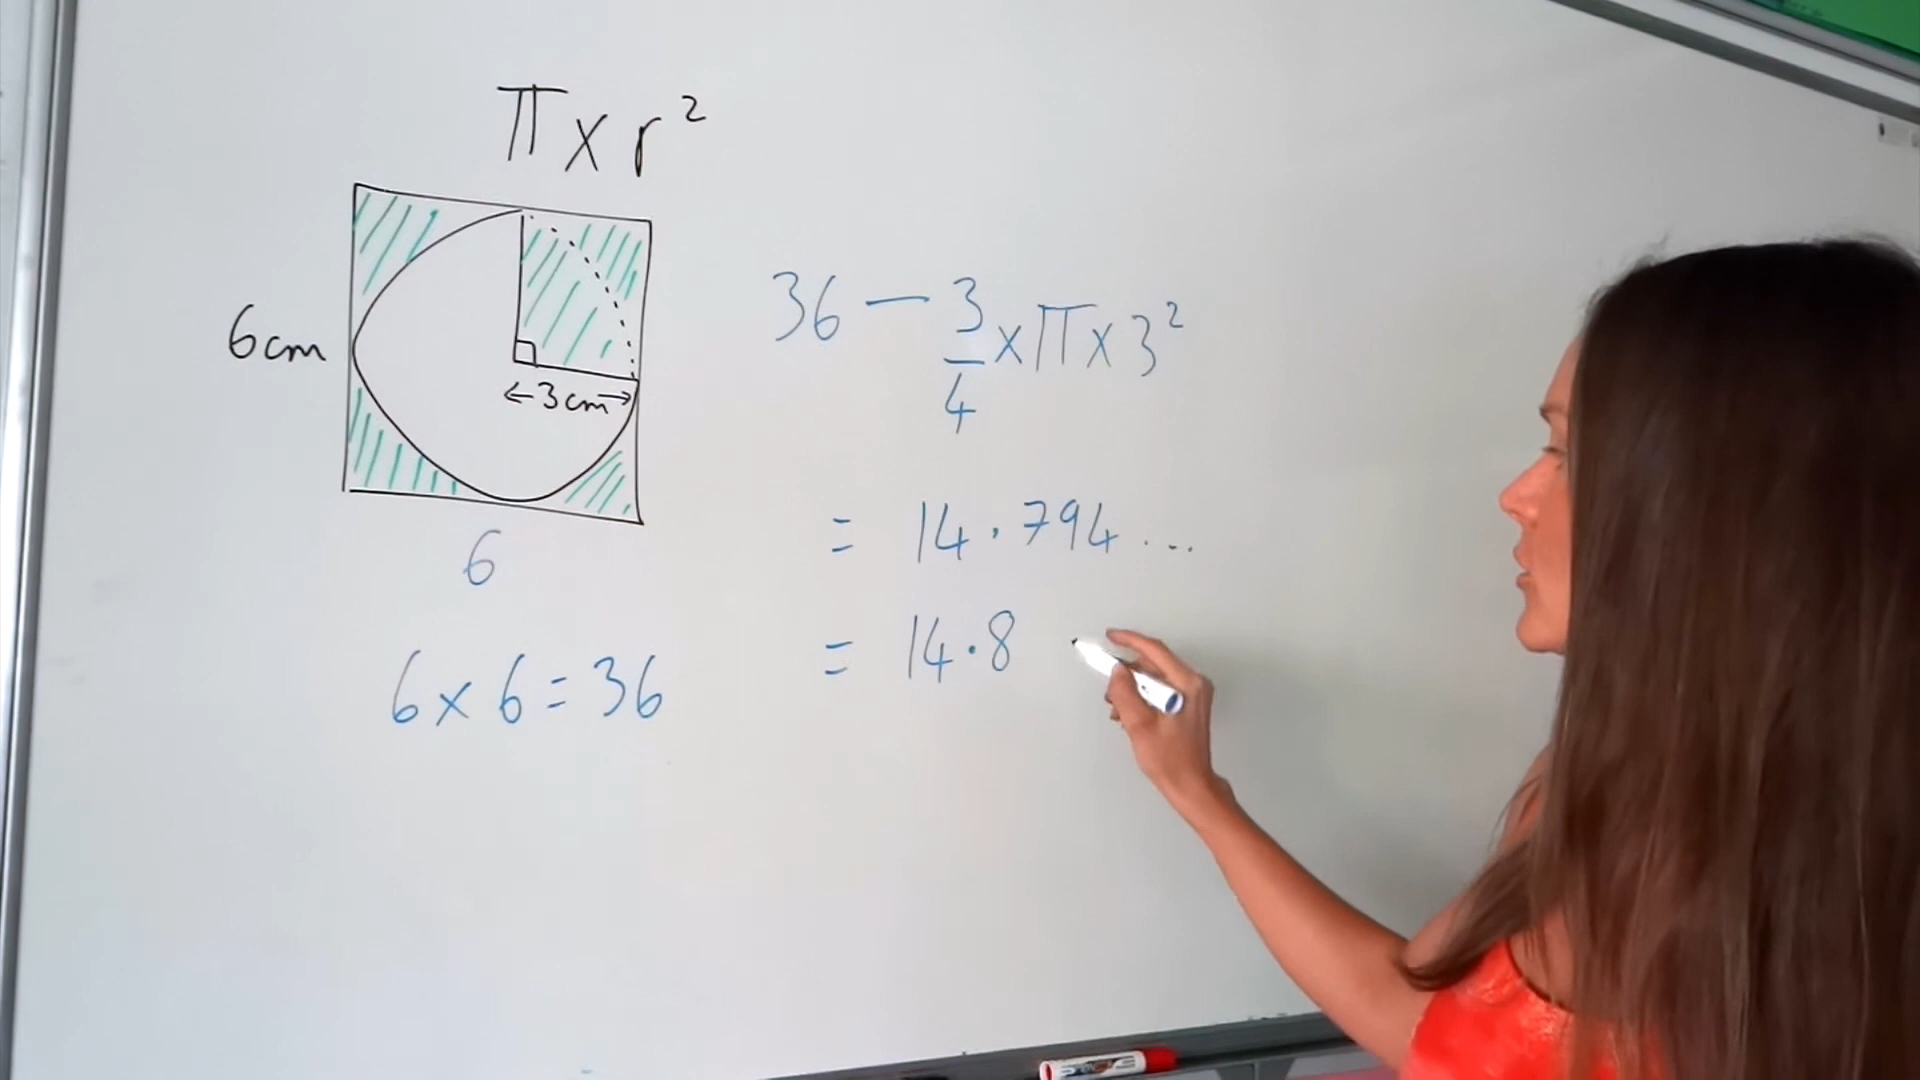 π x r²
6cm
←3cm→
6
6 x 6 = 36
36 — 3/4 x π x 3²
= 14.794...
= 14.8